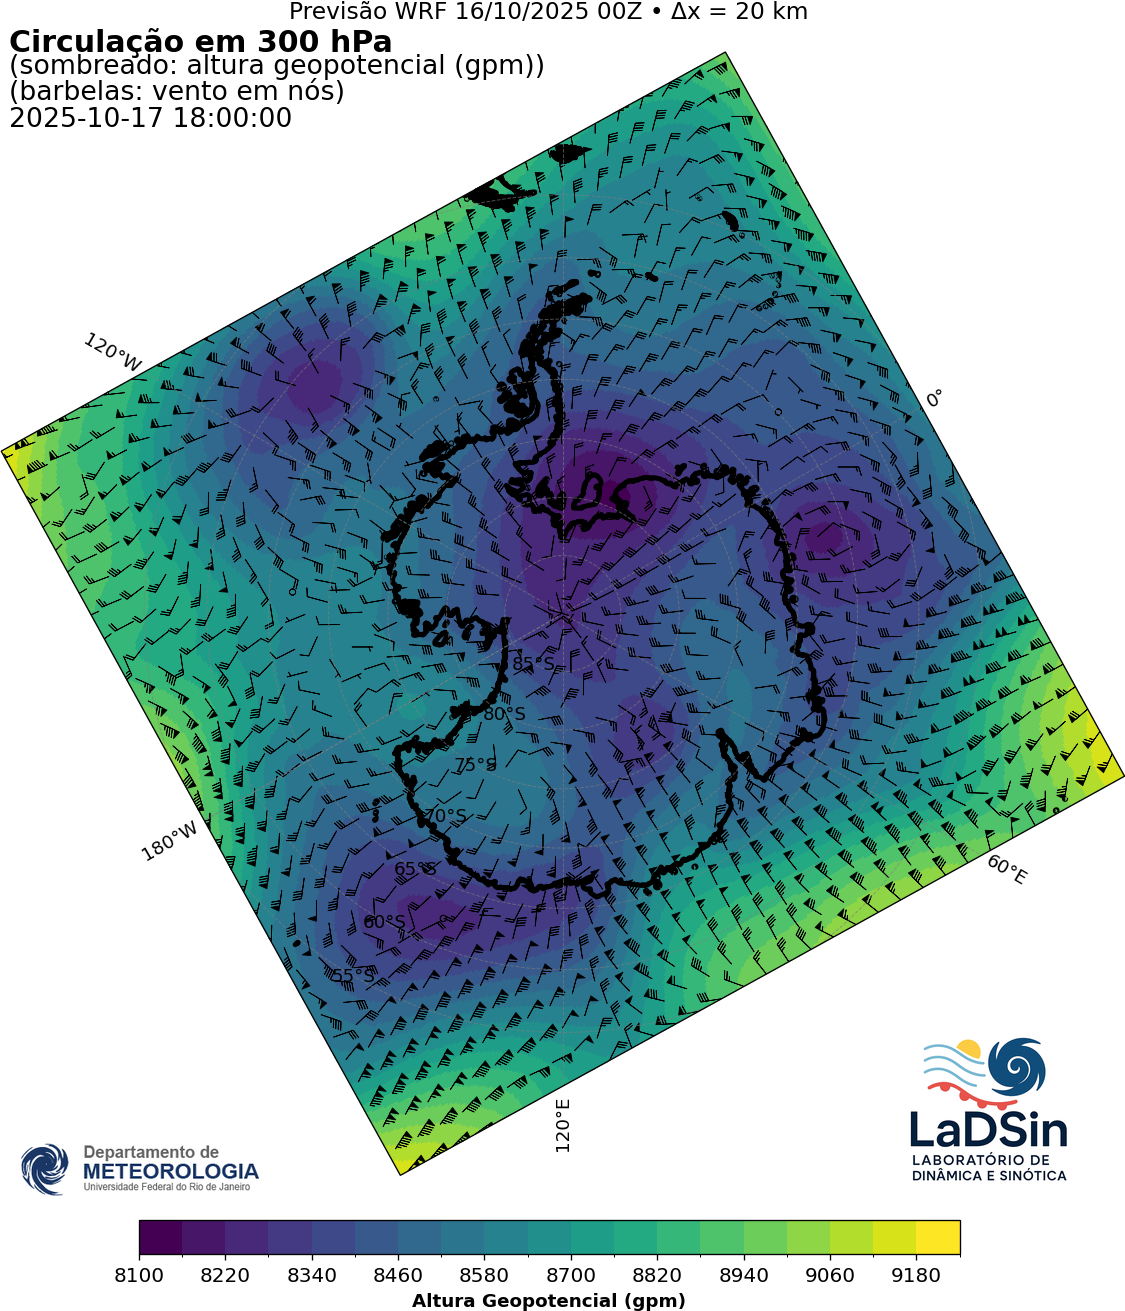 Previsão WRF 16/10/2025 00Z • Δx = 20 km
Circulação em 300 hPa
(sombreado: altura geopotencial (gpm))
(barbelas: vento em nós)
2025-10-17 18:00:00
120°W
0°
85°S
80°S
75°S
70°S
65°S
60°S
55°S
180°W
60°E
120°E
Departamento de
METEOROLOGIA
Universidade Federal do Rio de Janeiro
LaDSin
LABORATÓRIO DE
DINÂMICA E SINÓTICA
8100 8220 8340 8460 8580 8700 8820 8940 9060 9180
Altura Geopotencial (gpm)